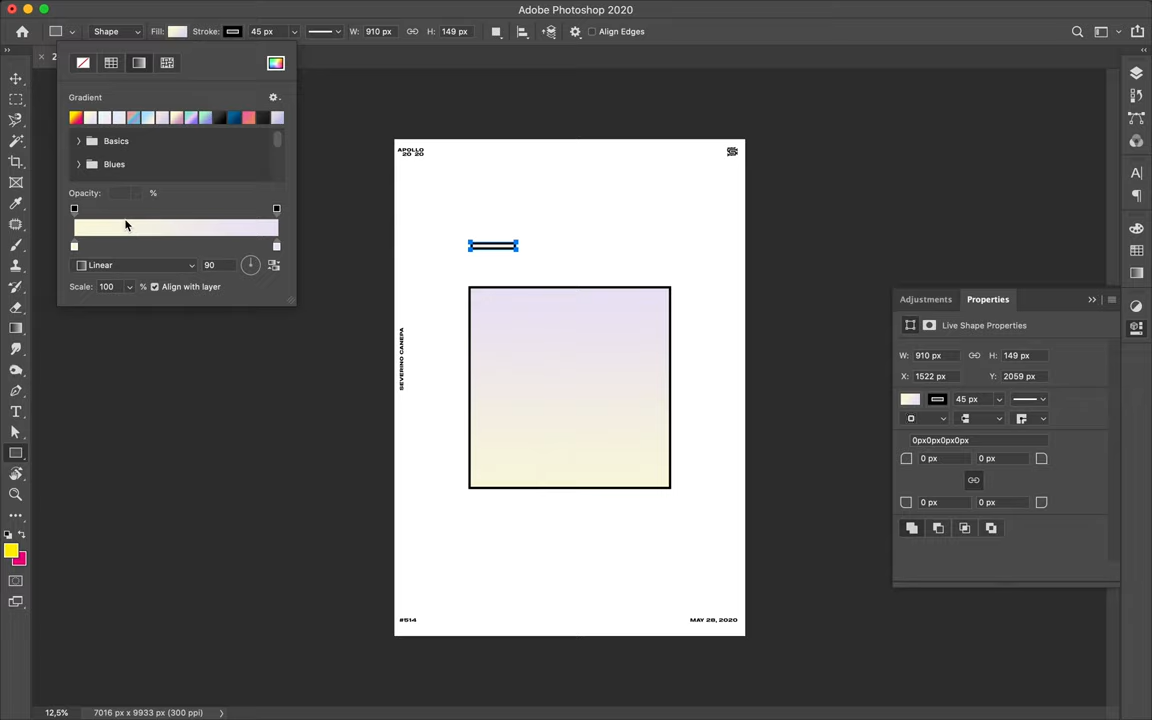 Adobe Photoshop 2020
Shape Fill: Stroke: 45 px W: 910 px H: 149 px Align Edges
2
Gradient
Basics
Blues
Opacity: %
Linear 90
Scale: 100 % Align with layer
APOLLO
20 20
SEVERINO CANEPA
#514
MAY 28, 2020
Adjustments Properties
Live Shape Properties
W: 910 px H: 149 px
X: 1522 px Y: 2059 px
45 px
0px0px0px0px
0 px 0 px
0 px 0 px
12,5% 7016 px x 9933 px (300 ppi)